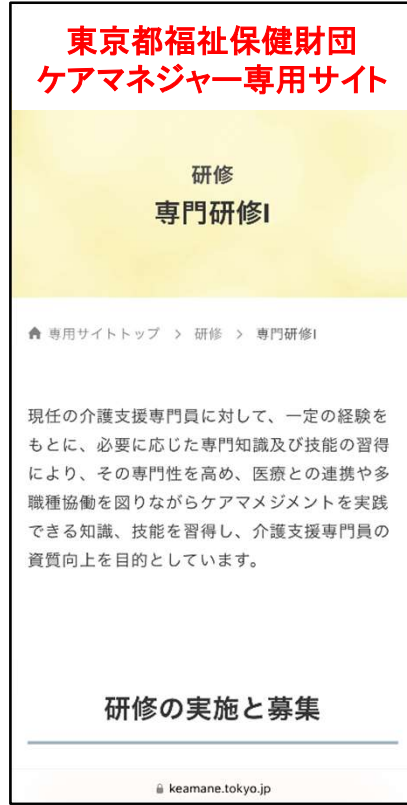 東京都福祉保健財団
ケアマネジャー専用サイト
研修
専門研修I
専用サイトトップ > 研修 > 専門研修I
現任の介護支援専門員に対して、一定の経験を
もとに、必要に応じた専門知識及び技能の習得
により、その専門性を高め、医療との連携や多
職種協働を図りながらケアマメジメントを実践
できる知識、技能を習得し、介護支援専門員の
資質向上を目的としています。
研修の実施と募集
keamane.tokyo.jp